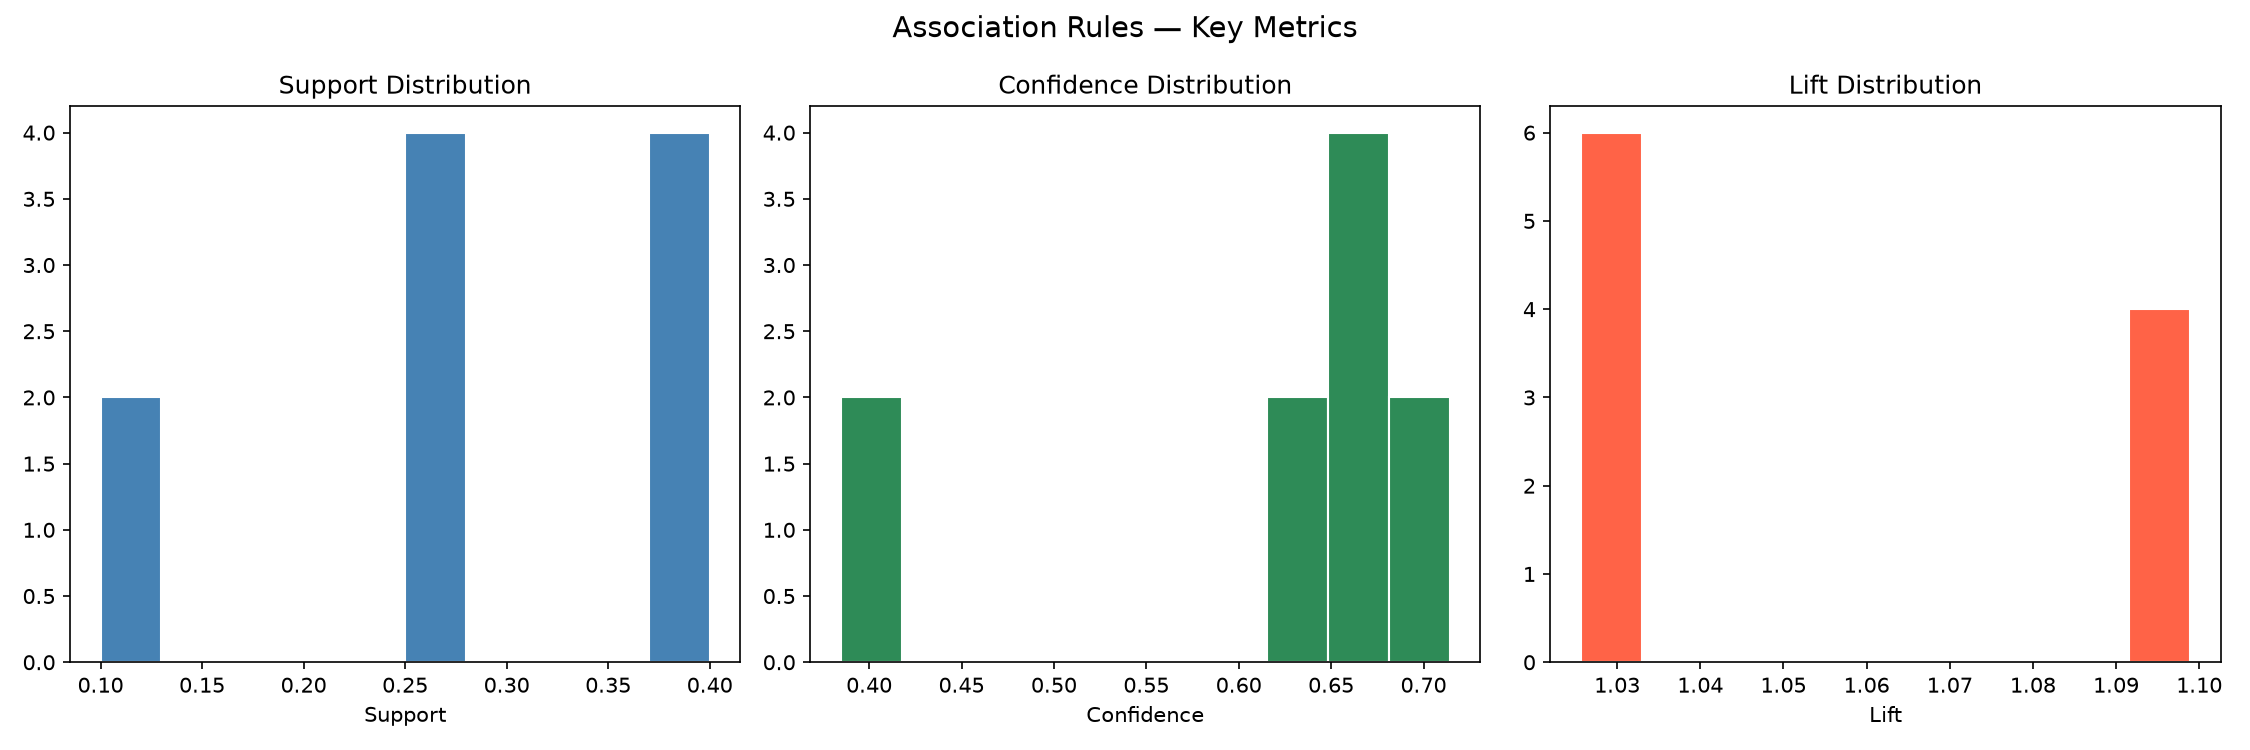 Association Rules — Key Metrics
Support Distribution
4.0
3.5
3.0
2.5
2.0
1.5
1.0
0.5
0.0
0.10 0.15 0.20 0.25 0.30 0.35 0.40
Support
Confidence Distribution
4.0
3.5
3.0
2.5
2.0
1.5
1.0
0.5
0.0
0.40 0.45 0.50 0.55 0.60 0.65 0.70
Confidence
Lift Distribution
6
5
4
3
2
1
0
1.03 1.04 1.05 1.06 1.07 1.08 1.09 1.10
Lift